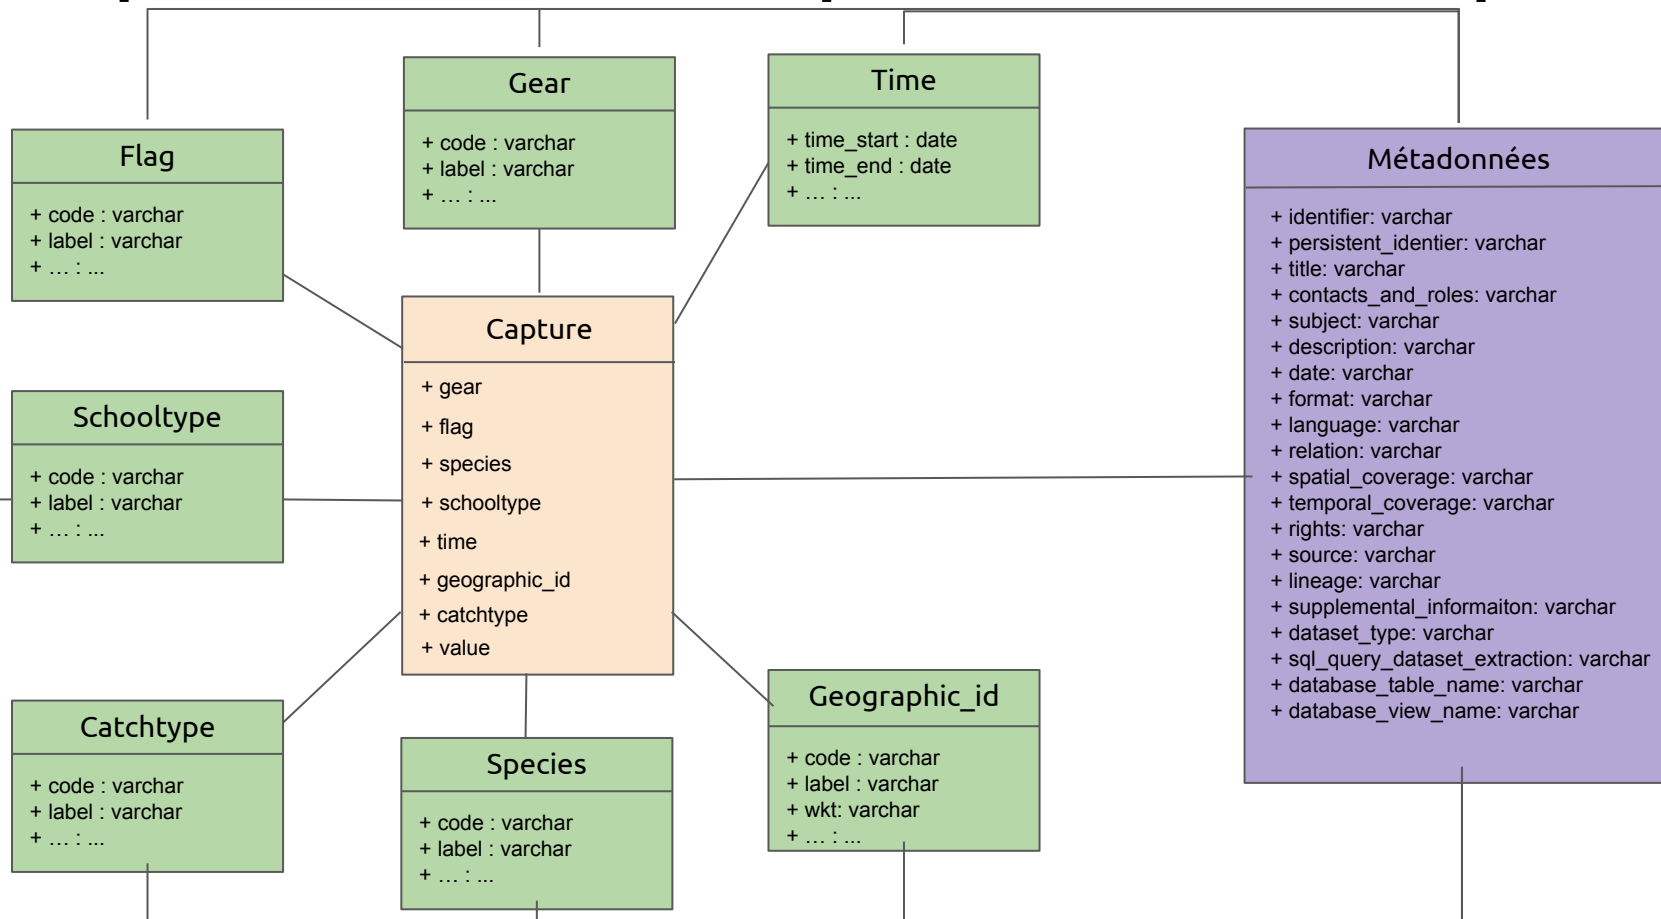 Gear
+ code : varchar
+ label : varchar
+ ... : ...
Time
+ time_start : date
+ time_end : date
+ ... : ...
Flag
+ code : varchar
+ label : varchar
+ ... : ...
Métadonnées
+ identifier: varchar
+ persistent_identier: varchar
+ title: varchar
+ contacts_and_roles: varchar
+ subject: varchar
+ description: varchar
+ date: varchar
+ format: varchar
+ language: varchar
+ relation: varchar
+ spatial_coverage: varchar
+ temporal_coverage: varchar
+ rights: varchar
+ source: varchar
+ lineage: varchar
+ supplemental_informaiton: varchar
+ dataset_type: varchar
+ sql_query_dataset_extraction: varchar
+ database_table_name: varchar
+ database_view_name: varchar
Capture
+ gear
+ flag
+ species
+ schooltype
+ time
+ geographic_id
+ catchtype
+ value
Schooltype
+ code : varchar
+ label : varchar
+ ... : ...
Catchtype
+ code : varchar
+ label : varchar
+ ... : ...
Species
+ code : varchar
+ label : varchar
+ ... : ...
Geographic_id
+ code : varchar
+ label : varchar
+ wkt: varchar
+ ... : ...